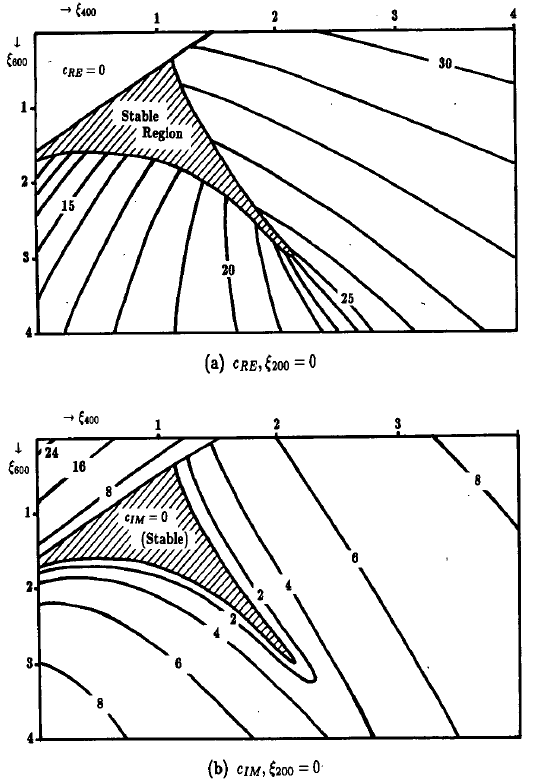 → ξ₄₀₀
1 2 3 4
↓
ξ₆₀₀
c_RE = 0
30
1
Stable
Region
2
15
3
20
25
4
(a) c_RE, ξ₂₀₀ = 0
→ ξ₄₀₀
1 2 3
↓
ξ₆₀₀
24
16
8
8
1
c_IM = 0
(Stable)
6
2
2
4
2
4
3
6
8
4
(b) c_IM, ξ₂₀₀ = 0